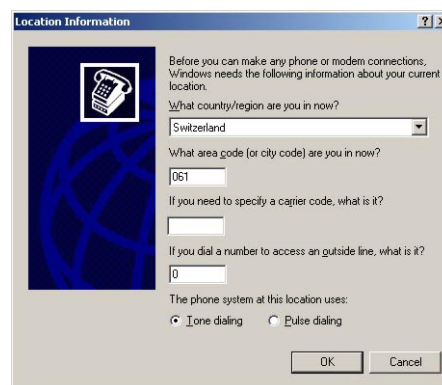 Location Information
Before you can make any phone or modem connections,
Windows needs the following information about your current
location.
What country/region are you in now?
Switzerland
What area code (or city code) are you in now?
061
If you need to specify a carrier code, what is it?
If you dial a number to access an outside line, what is it?
0
The phone system at this location uses:
Tone dialing
Pulse dialing
OK
Cancel